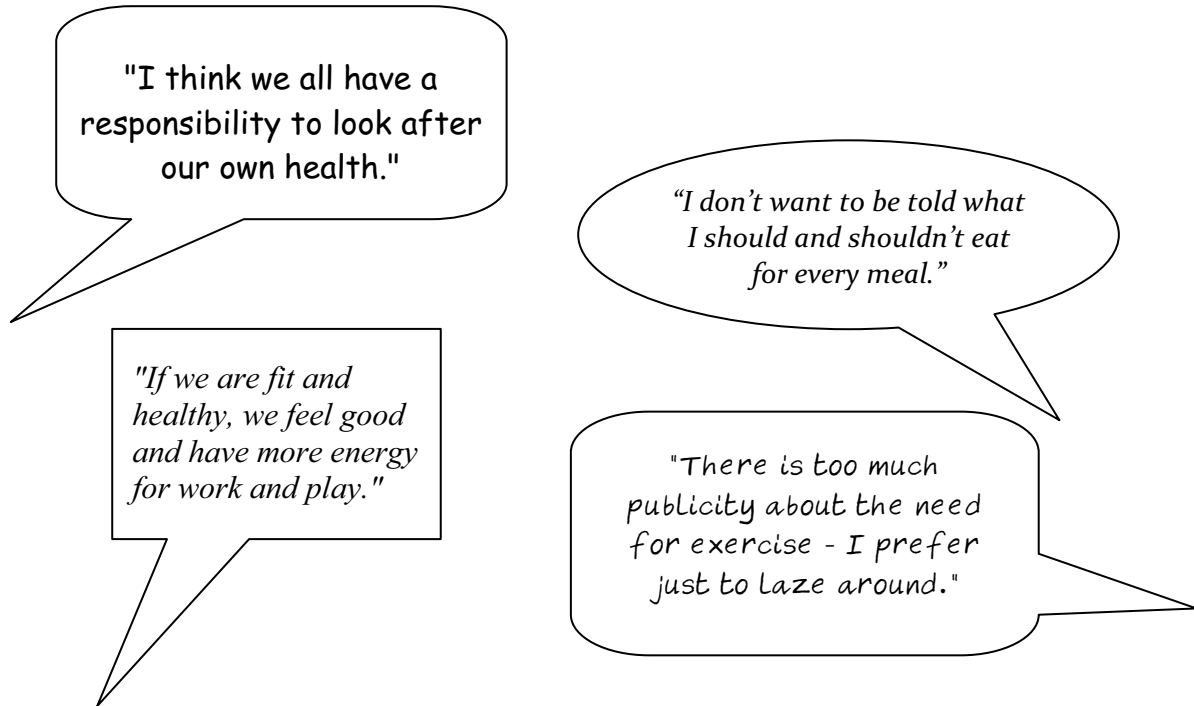 "I think we all have a
responsibility to look after
our own health."
“I don’t want to be told what
I should and shouldn’t eat
for every meal.”
"If we are fit and
healthy, we feel good
and have more energy
for work and play."
"There is too much
publicity about the need
for exercise - I prefer
just to laze around."